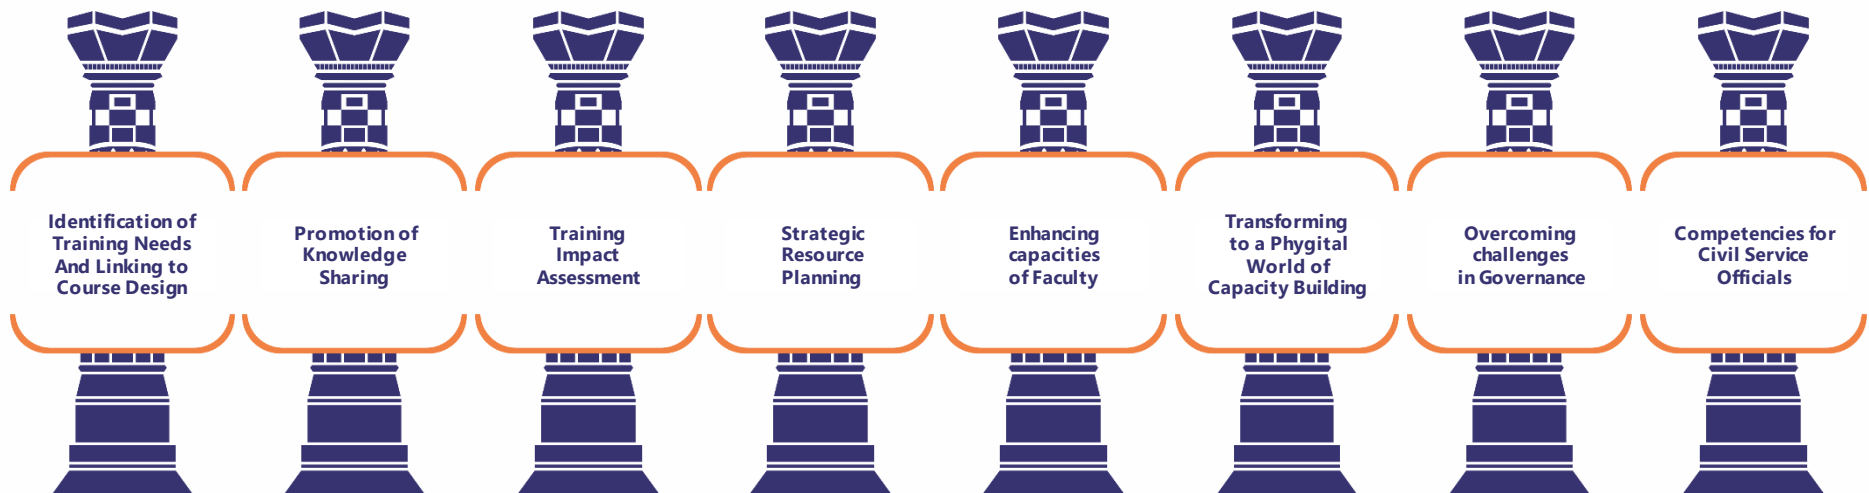 Identification of
Training Needs
And Linking to
Course Design
Promotion of
Knowledge
Sharing
Training
Impact
Assessment
Strategic
Resource
Planning
Enhancing
capacities
of Faculty
Transforming
to a Phygital
World of
Capacity Building
Overcoming
challenges
in Governance
Competencies for
Civil Service
Officials